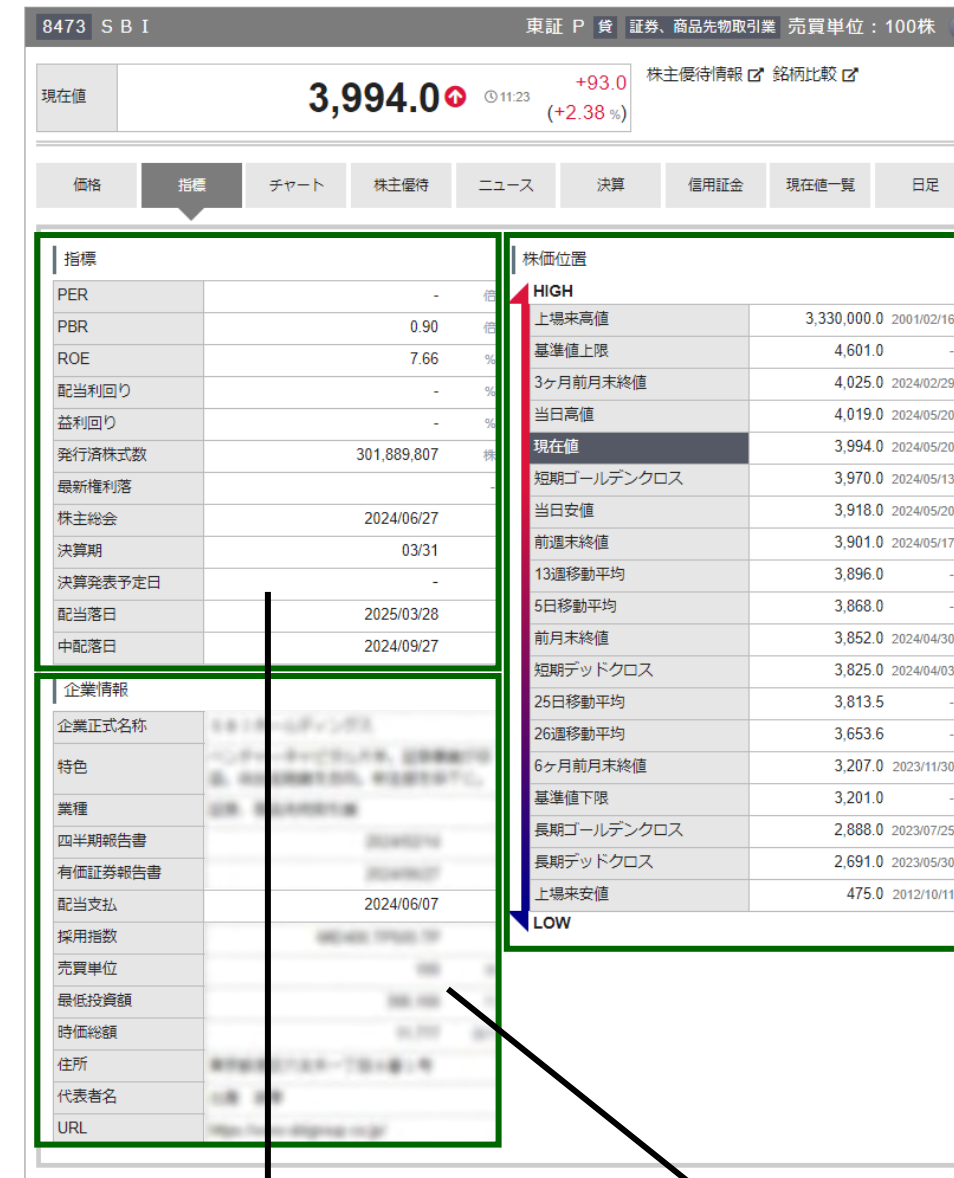 8473 ＳＢＩ 東証 P 貸 証券、商品先物取引業 売買単位：100株
現在値 3,994.0 11:23 +93.0 (+2.38 %)
株主優待情報 銘柄比較
価格 指標 チャート 株主優待 ニュース 決算 信用証金 現在値一覧 日足
指標
PER - 倍
PBR 0.90 倍
ROE 7.66 %
配当利回り - %
益利回り - %
発行済株式数 301,889,807 株
最新権利落 -
株主総会 2024/06/27
決算期 03/31
決算発表予定日 -
配当落日 2025/03/28
中配落日 2024/09/27
企業情報
企業正式名称
特色
業種
四半期報告書
有価証券報告書
配当支払 2024/06/07
採用指数
売買単位
最低投資額
時価総額
住所
代表者名
URL
株価位置
HIGH
上場来高値 3,330,000.0 2001/02/16
基準値上限 4,601.0 -
3ヶ月前月末終値 4,025.0 2024/02/29
当日高値 4,019.0 2024/05/20
現在値 3,994.0 2024/05/20
短期ゴールデンクロス 3,970.0 2024/05/13
当日安値 3,918.0 2024/05/20
前週末終値 3,901.0 2024/05/17
13週移動平均 3,896.0 -
5日移動平均 3,868.0 -
前月末終値 3,852.0 2024/04/30
短期デッドクロス 3,825.0 2024/04/03
25日移動平均 3,813.5 -
26週移動平均 3,653.6 -
6ヶ月前月末終値 3,207.0 2023/11/30
基準値下限 3,201.0 -
長期ゴールデンクロス 2,888.0 2023/07/25
長期デッドクロス 2,691.0 2023/05/30
上場来安値 475.0 2012/10/11
LOW